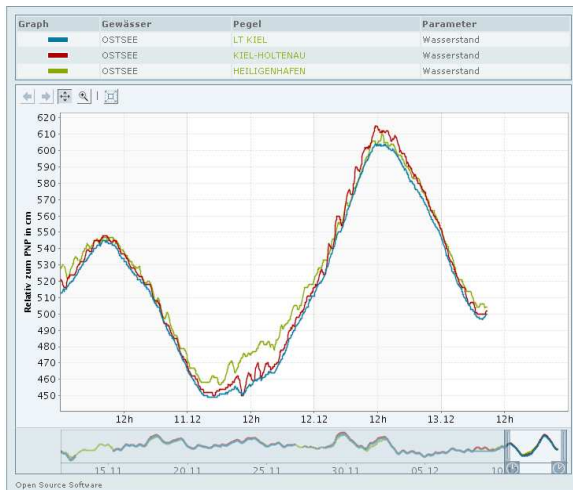 Graph Gewässer Pegel Parameter
OSTSEE LT KIEL Wasserstand
OSTSEE KIEL-HOLTENAU Wasserstand
OSTSEE HEILIGENHAFEN Wasserstand
620
610
600
590
580
570
560
550
540
530
520
510
500
490
480
470
460
450
Relativ zum PNP in cm
12h 11.12 12h 12.12 12h 13.12 12h
15.11 20.11 25.11 30.11 05.12 10
Open Source Software